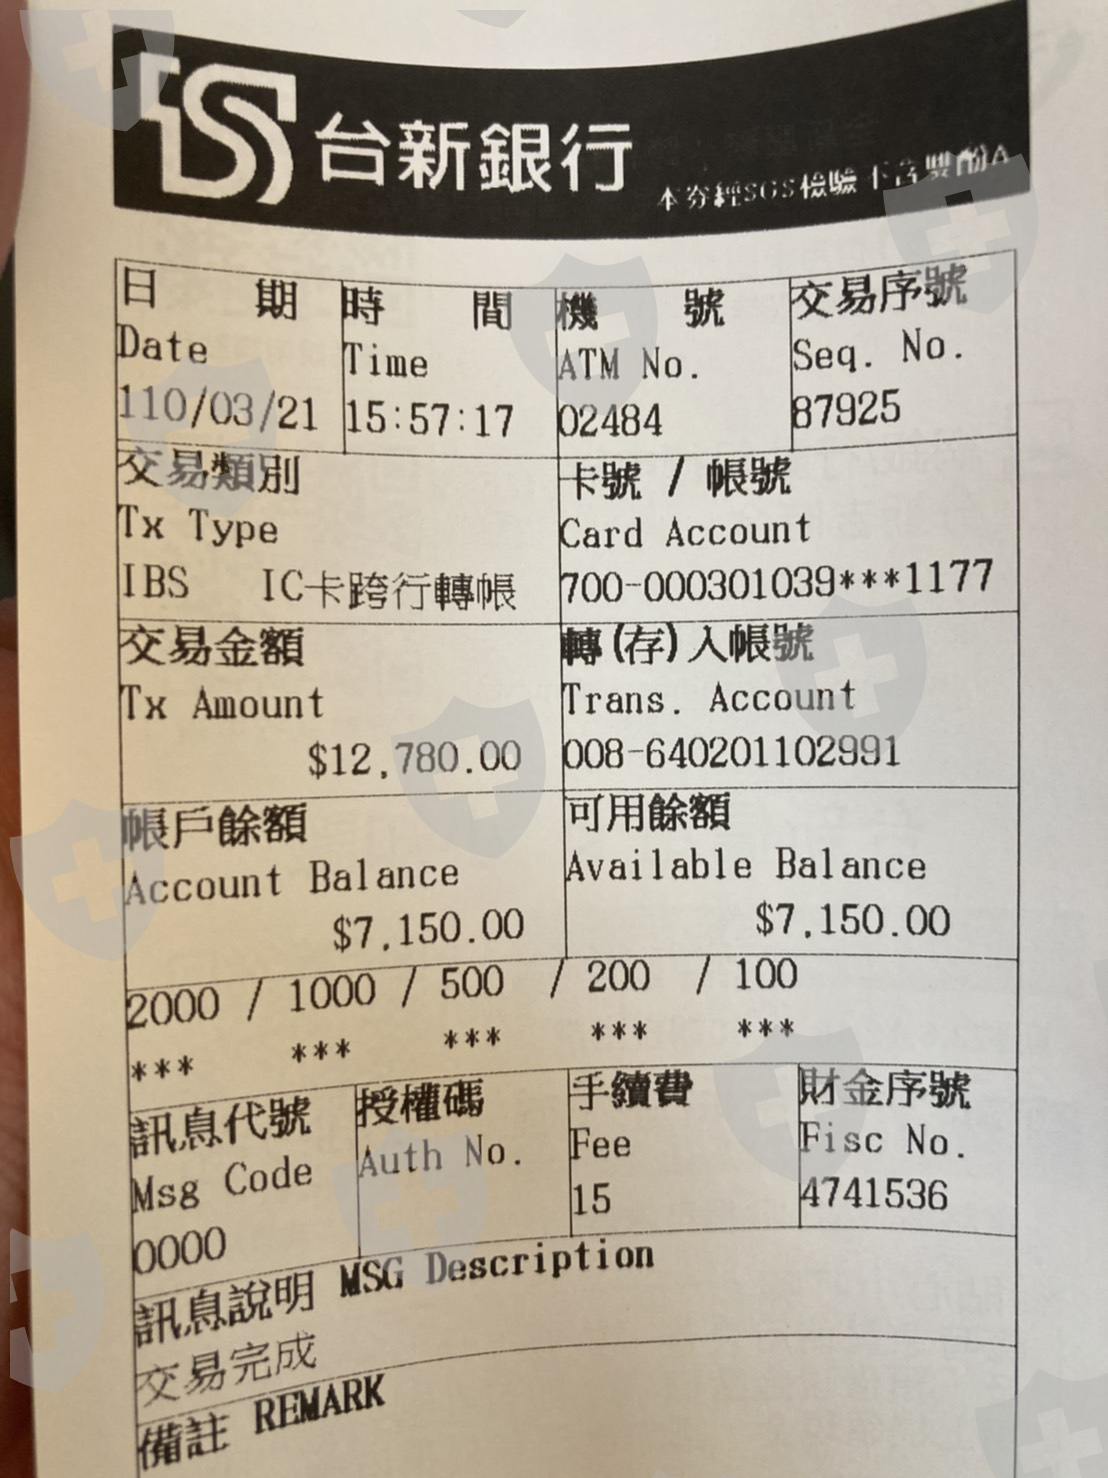 台新銀行
本券經SGS檢驗不含雙酚A
日期 時間 機號 交易序號
Date Time ATM No. Seq. No.
110/03/21 15:57:17 02484 87925
交易類別 卡號 / 帳號
Tx Type Card Account
IBS IC卡跨行轉帳 700-000301039***1177
交易金額 轉(存)入帳號
Tx Amount Trans. Account
$12,780.00 008-640201102991
帳戶餘額 可用餘額
Account Balance Available Balance
$7,150.00 $7,150.00
2000 / 1000 / 500 / 200 / 100
*** *** *** *** ***
訊息代號 授權碼 手續費 財金序號
Msg Code Auth No. Fee Fisc No.
0000 15 4741536
訊息說明 MSG Description
交易完成
備註 REMARK